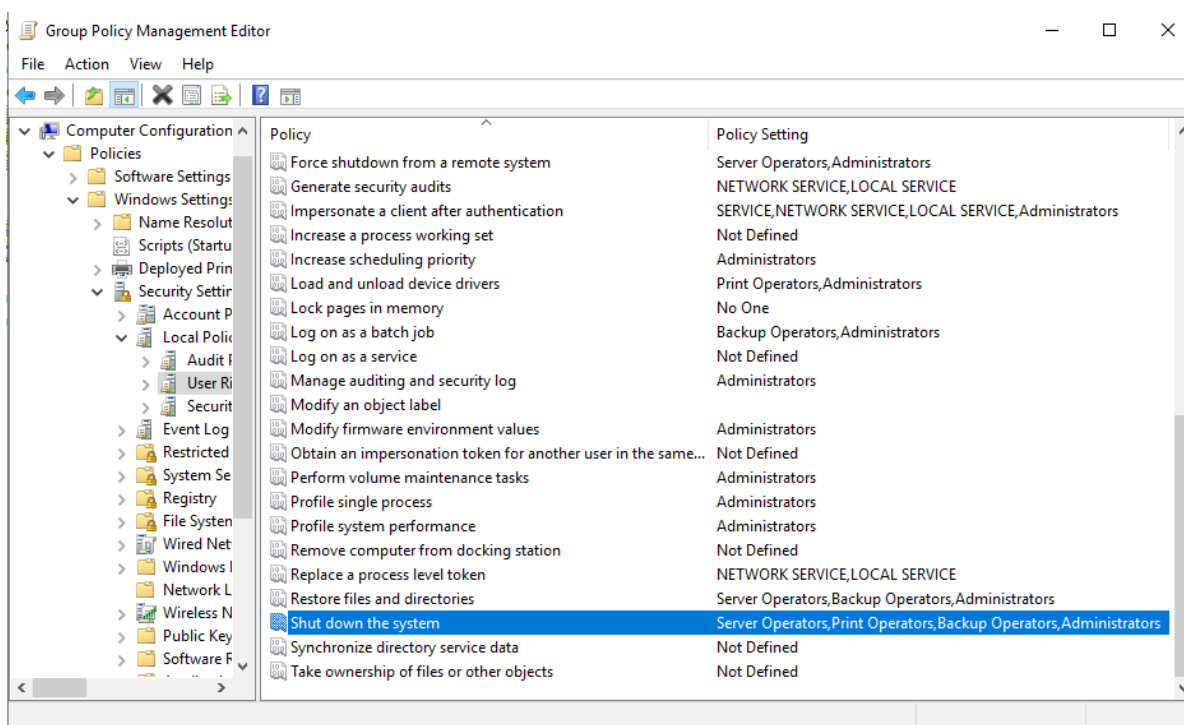 Group Policy Management Editor
File Action View Help
Computer Configuration
Policies
Software Settings
Windows Settings
Name Resolut
Scripts (Startu
Deployed Prin
Security Settin
Account P
Local Polic
Audit P
User Ri
Securit
Event Log
Restricted
System Se
Registry
File System
Wired Net
Windows
Network L
Wireless N
Public Key
Software R
Policy Policy Setting
Force shutdown from a remote system Server Operators,Administrators
Generate security audits NETWORK SERVICE,LOCAL SERVICE
Impersonate a client after authentication SERVICE,NETWORK SERVICE,LOCAL SERVICE,Administrators
Increase a process working set Not Defined
Increase scheduling priority Administrators
Load and unload device drivers Print Operators,Administrators
Lock pages in memory No One
Log on as a batch job Backup Operators,Administrators
Log on as a service Not Defined
Manage auditing and security log Administrators
Modify an object label
Modify firmware environment values Administrators
Obtain an impersonation token for another user in the same... Not Defined
Perform volume maintenance tasks Administrators
Profile single process Administrators
Profile system performance Administrators
Remove computer from docking station Not Defined
Replace a process level token NETWORK SERVICE,LOCAL SERVICE
Restore files and directories Server Operators,Backup Operators,Administrators
Shut down the system Server Operators,Print Operators,Backup Operators,Administrators
Synchronize directory service data Not Defined
Take ownership of files or other objects Not Defined